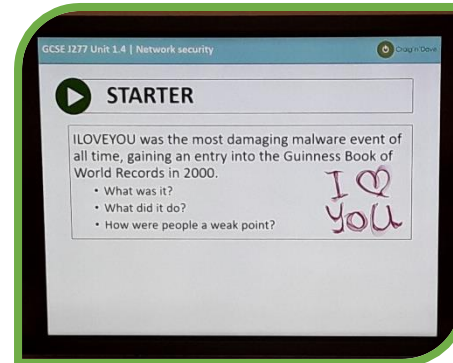 GCSE J277 Unit 1.4 | Network security
Craig'n'Dave
STARTER
ILOVEYOU was the most damaging malware event of
all time, gaining an entry into the Guinness Book of
World Records in 2000.
• What was it?
• What did it do?
• How were people a weak point?
I ♡
YOU